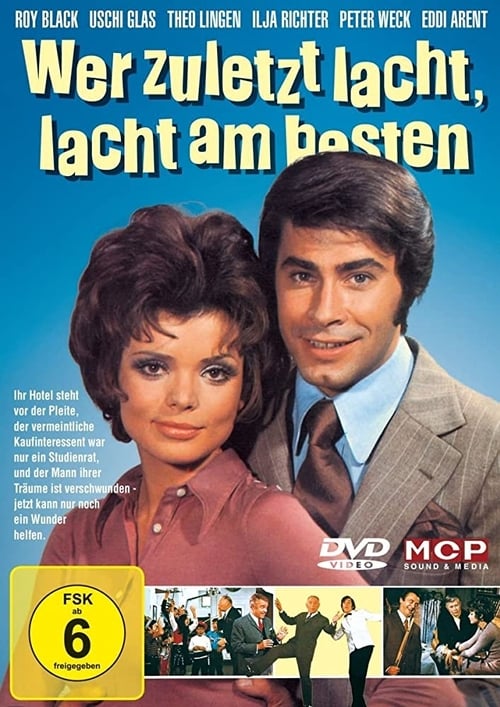 ROY BLACK USCHI GLAS THEO LINGEN ILJA RICHTER PETER WECK EDDI ARENT
Wer zuletzt lacht,
lacht am besten
Ihr Hotel steht
vor der Pleite,
der vermeintliche
Kaufinteressent war
nur ein Studienrat,
und der Mann ihrer
Träume ist verschwunden -
jetzt kann nur noch
ein Wunder
helfen.
DVD
VIDEO
MCP
SOUND & MEDIA
FSK
ab
6
freigegeben